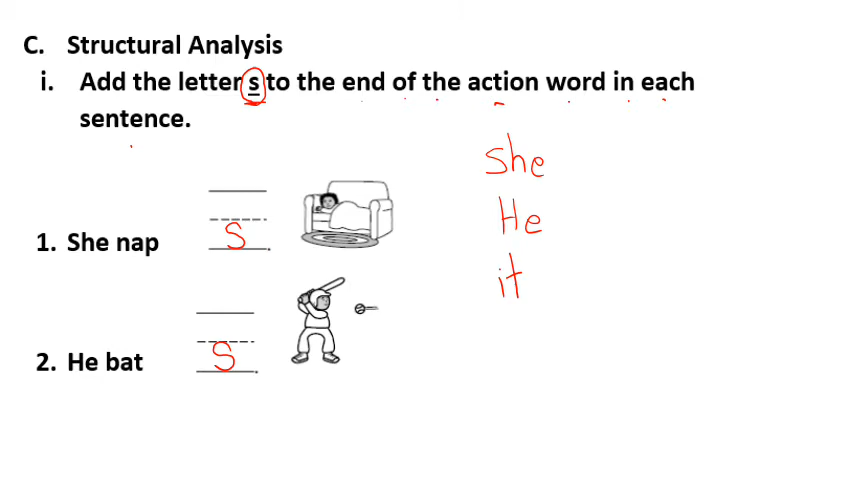 C. Structural Analysis
i. Add the letter s to the end of the action word in each
sentence.
she
He
it
1. She nap s.
2. He bat s.